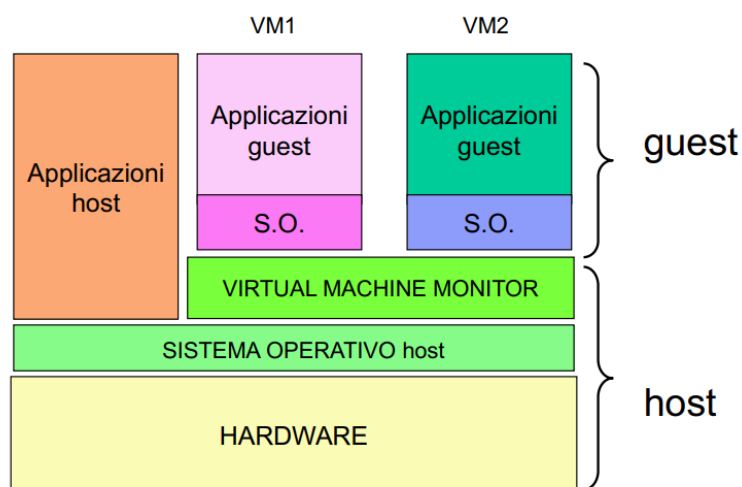 VM1
VM2
Applicazioni
host
Applicazioni
guest
Applicazioni
guest
guest
S.O.
S.O.
VIRTUAL MACHINE MONITOR
SISTEMA OPERATIVO host
host
HARDWARE